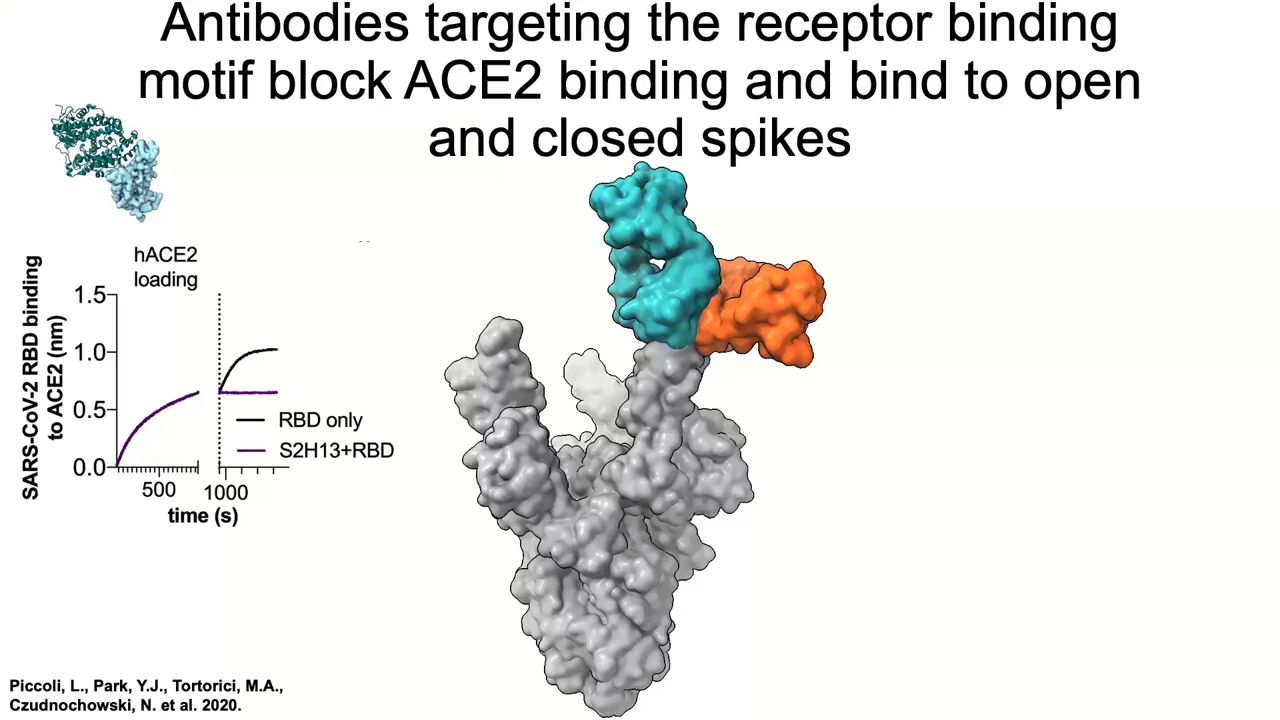 Antibodies targeting the receptor binding
motif block ACE2 binding and bind to open
and closed spikes
hACE2
loading
SARS-CoV-2 RBD binding
to ACE2 (nm)
1.5
1.0
0.5
0.0
500
1000
time (s)
RBD only
S2H13+RBD
Piccoli, L., Park, Y.J., Tortorici, M.A.,
Czudnochowski, N. et al. 2020.